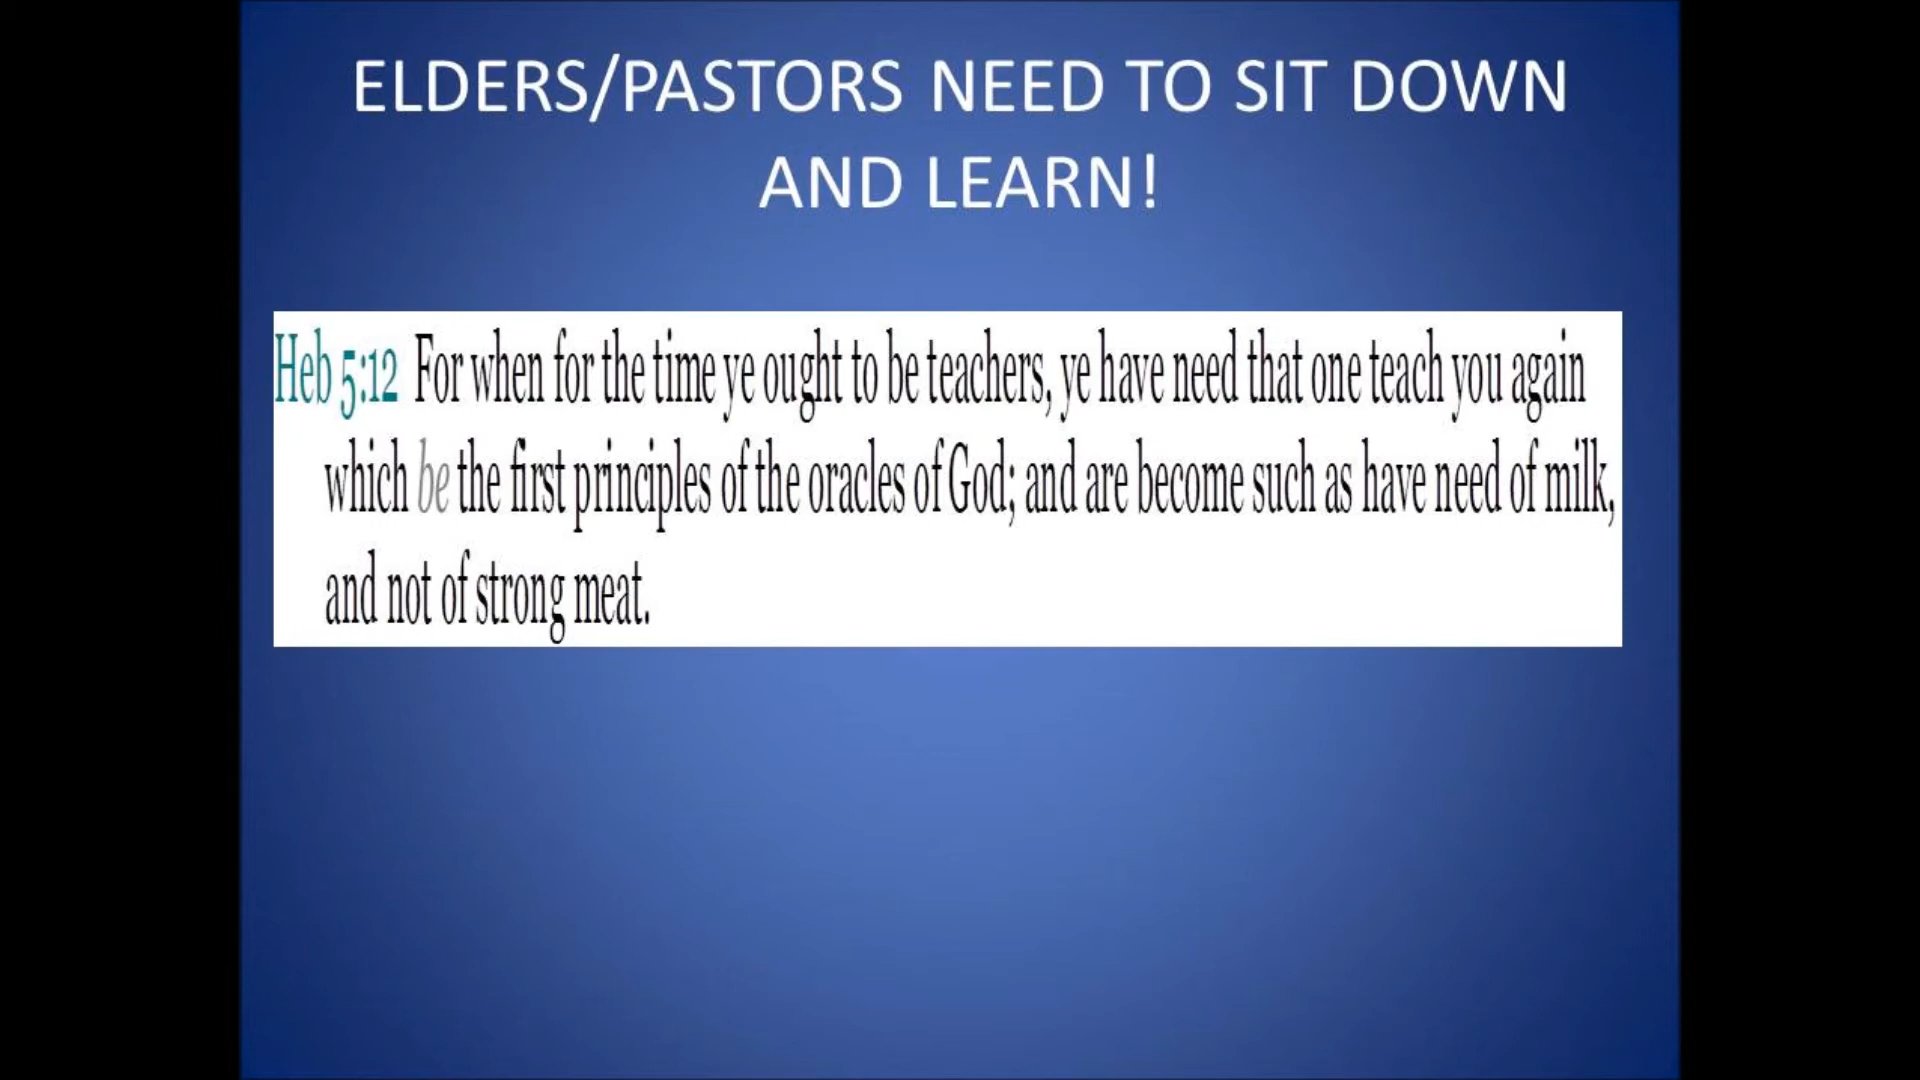 ELDERS/PASTORS NEED TO SIT DOWN
AND LEARN!
Heb 5:12 For when for the time ye ought to be teachers, ye have need that one teach you again
which be the first principles of the oracles of God; and are become such as have need of milk,
and not of strong meat.